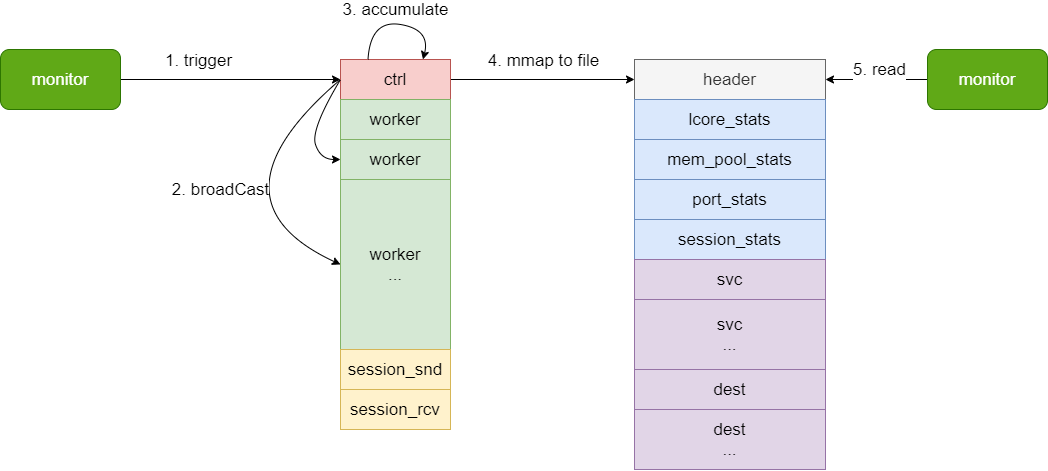 3. accumulate
monitor
1. trigger
ctrl
4. mmap to file
header
5. read
monitor
worker
worker
2. broadCast
worker
...
session_snd
session_rcv
lcore_stats
mem_pool_stats
port_stats
session_stats
svc
svc
...
dest
dest
...